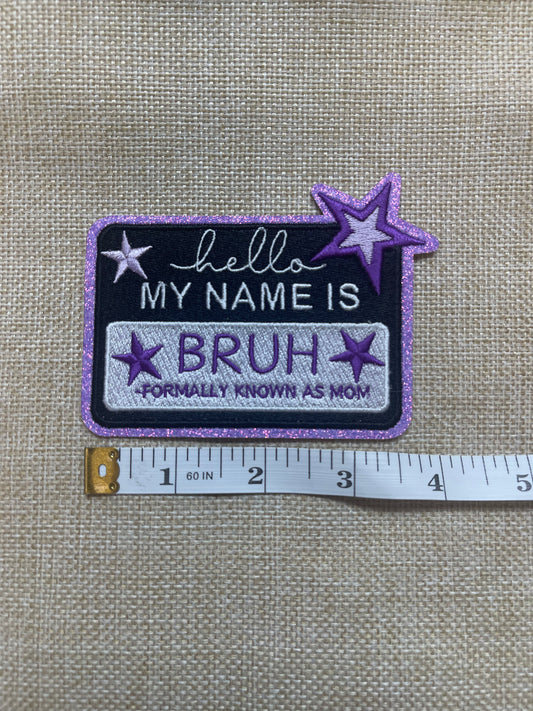 hello
MY NAME IS
BRUH
-FORMALLY KNOWN AS MOM
1 60 IN 2 3 4 5